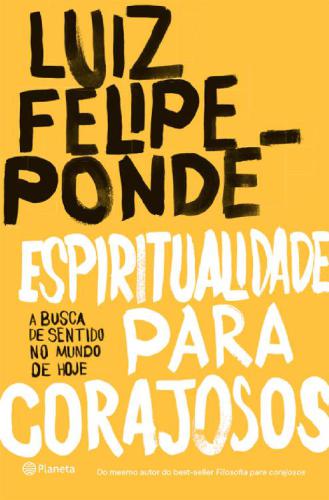 LUIZ
FELIPE
PONDÉ
ESPIRITUALIDADE
A BUSCA
DE SENTIDO
NO MUNDO
DE HOJE
PARA
CORAJOSOS
Planeta
Do mesmo autor do best-seller Filosofia para corajosos